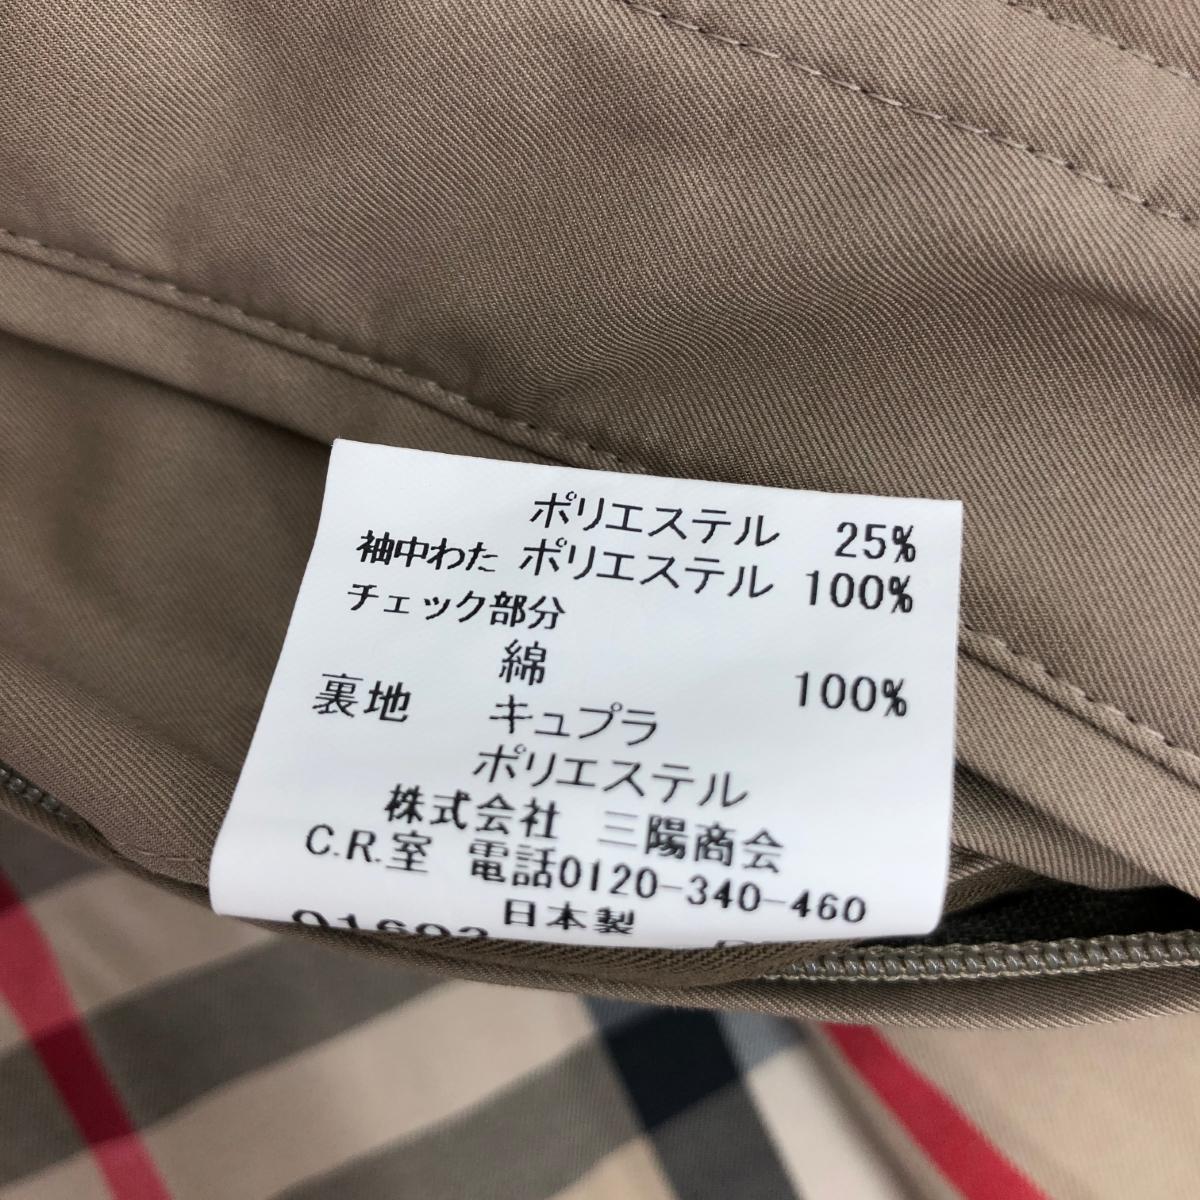 ポリエステル 25%
袖中わた ポリエステル 100%
チェック部分
綿 100%
裏地 キュプラ
ポリエステル
株式会社 三陽商会
C.R.室 電話0120-340-460
日本製